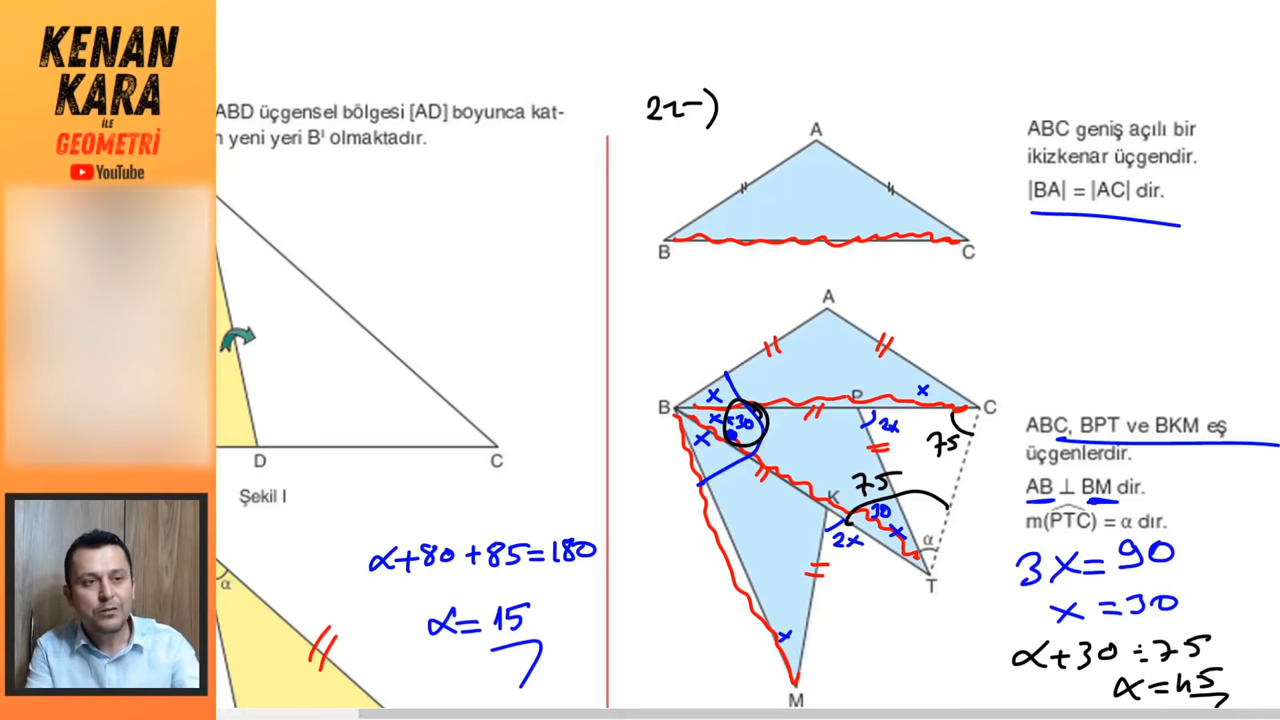 KENAN
KARA
İLE
GEOMETRİ
YouTube
ABD üçgensel bölgesi [AD] boyunca kat-
n yeni yeri B' olmaktadır.
D
C
Şekil I
α
α+80+85=180
α=15
22-)
A
B
C
ABC geniş açılı bir
ikizkenar üçgendir.
|BA| = |AC| dir.
A
x
x
B
P
C
x
=30
x
2x
75
75
K
30
2x
x
α
T
x
M
ABC, BPT ve BKM eş
üçgenlerdir.
AB ⊥ BM dir.
m(PTC) = α dır.
3x=90
x=30
α+30=75
α=45